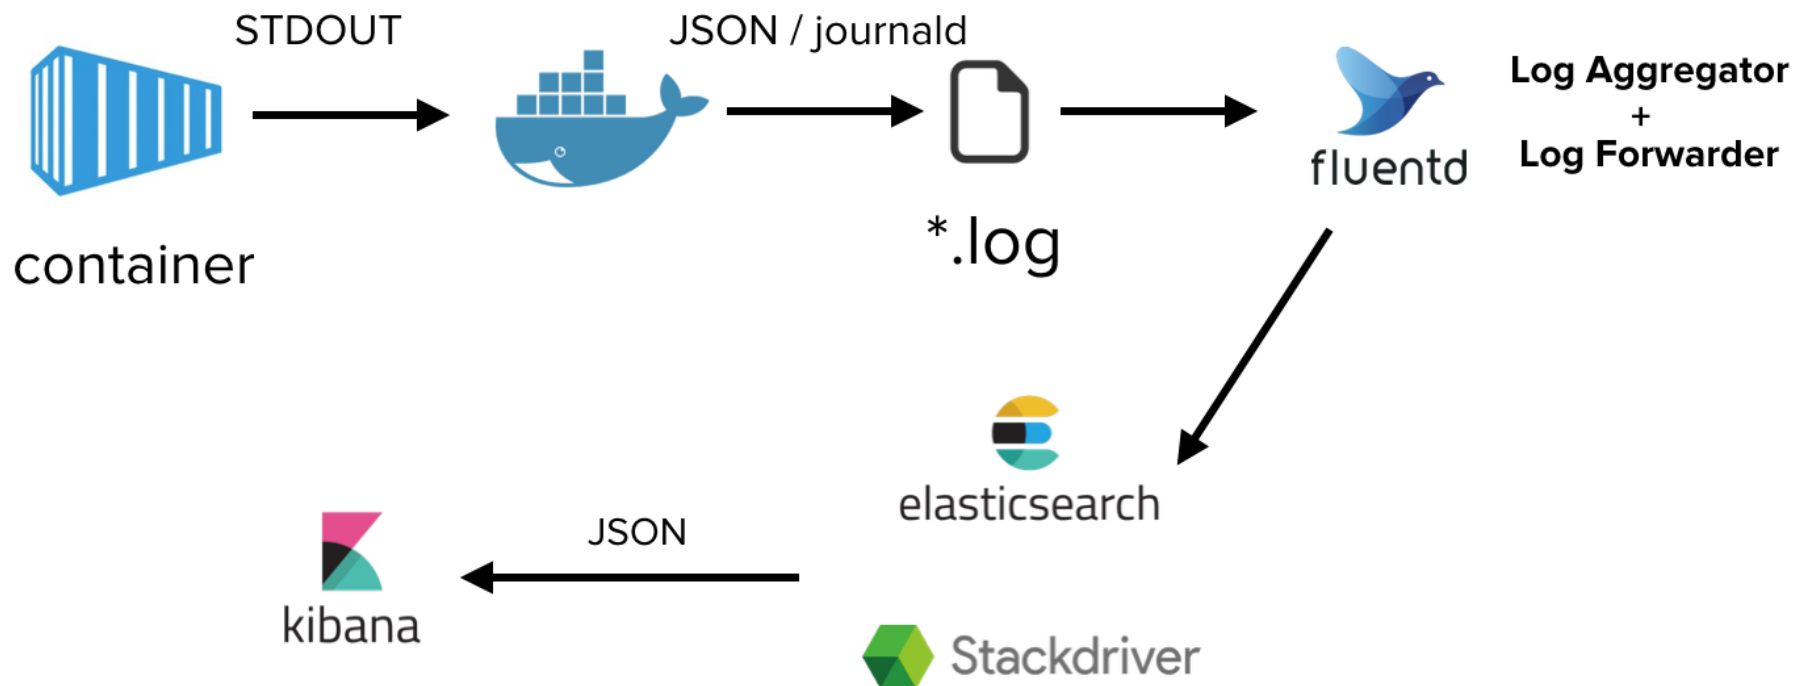 STDOUT
JSON / journald
container
*.log
fluentd
Log Aggregator
+
Log Forwarder
elasticsearch
JSON
kibana
Stackdriver